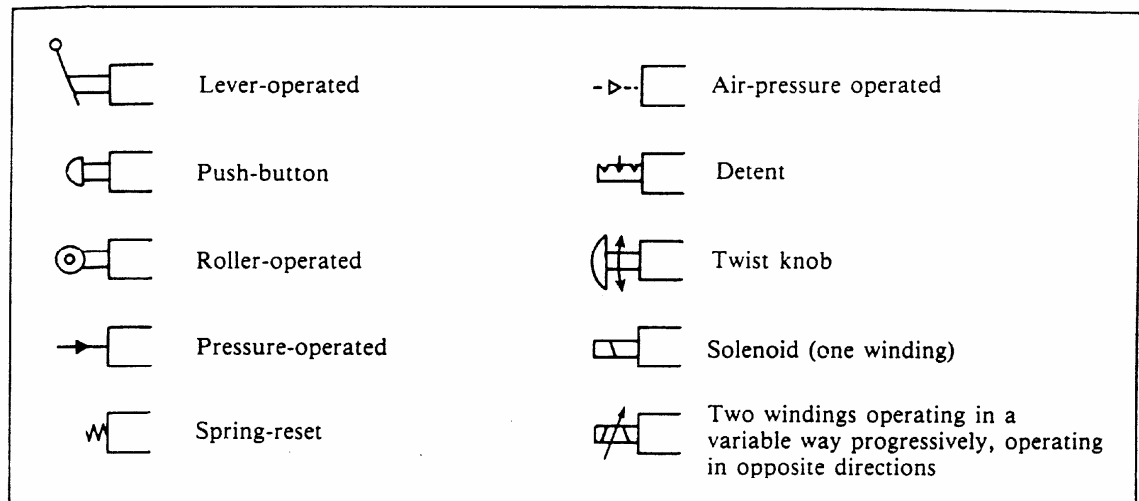 Lever-operated
Push-button
Roller-operated
Pressure-operated
Spring-reset
Air-pressure operated
Detent
Twist knob
Solenoid (one winding)
Two windings operating in a
variable way progressively, operating
in opposite directions